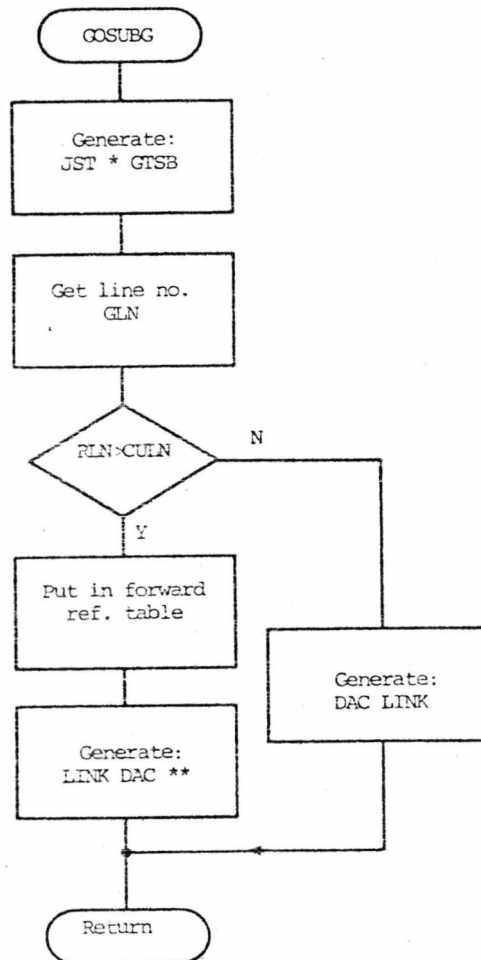 GOSUBG
Generate:
JST * GTSB
Get line no.
GLN
RLN>CULN
N
Y
Put in forward
ref. table
Generate:
DAC LINK
Generate:
LINK DAC **
Return